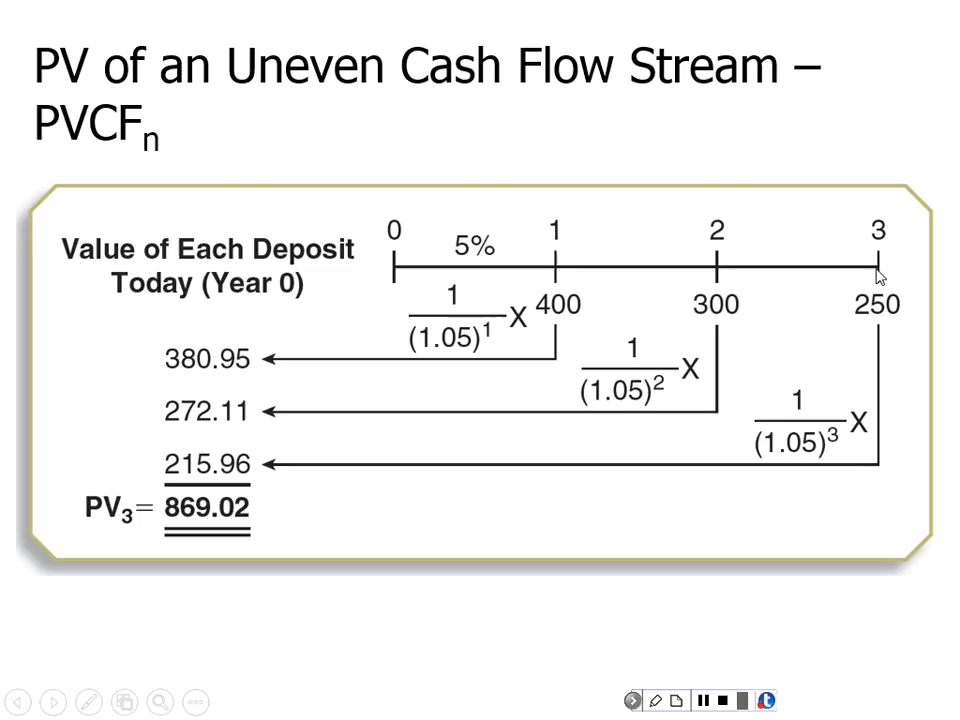 PV of an Uneven Cash Flow Stream –
PVCFn
0 1 2 3
5%
Value of Each Deposit
Today (Year 0)
400 300 250
1
(1.05)1 X
1
(1.05)2 X
1
(1.05)3 X
380.95
272.11
215.96
PV3= 869.02